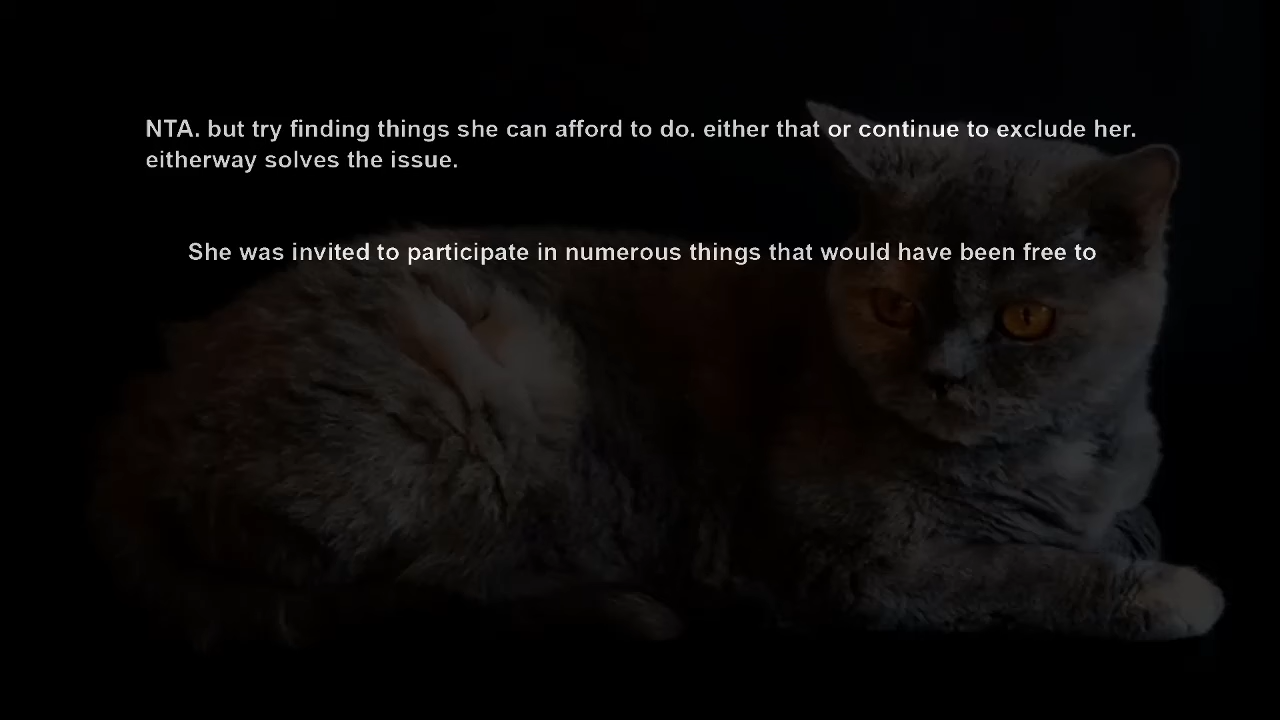 NTA. but try finding things she can afford to do. either that or continue to exclude her.
eitherway solves the issue.
She was invited to participate in numerous things that would have been free to